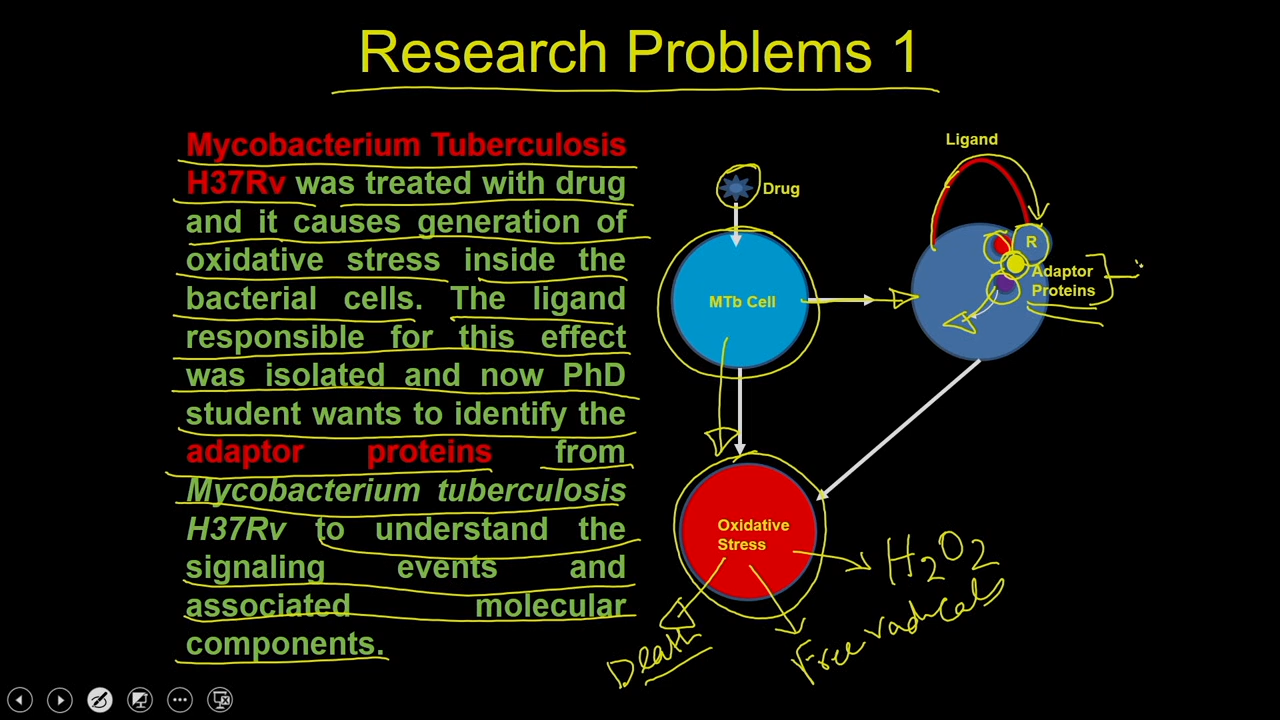 Research Problems 1
Mycobacterium Tuberculosis
H37Rv was treated with drug
and it causes generation of
oxidative stress inside the
bacterial cells. The ligand
responsible for this effect
was isolated and now PhD
student wants to identify the
adaptor proteins from
Mycobacterium tuberculosis
H37Rv to understand the
signaling events and
associated molecular
components.
Drug
MTb Cell
Ligand
R
Adaptor
Proteins
Oxidative
Stress
H2O2
Free radicals
Death